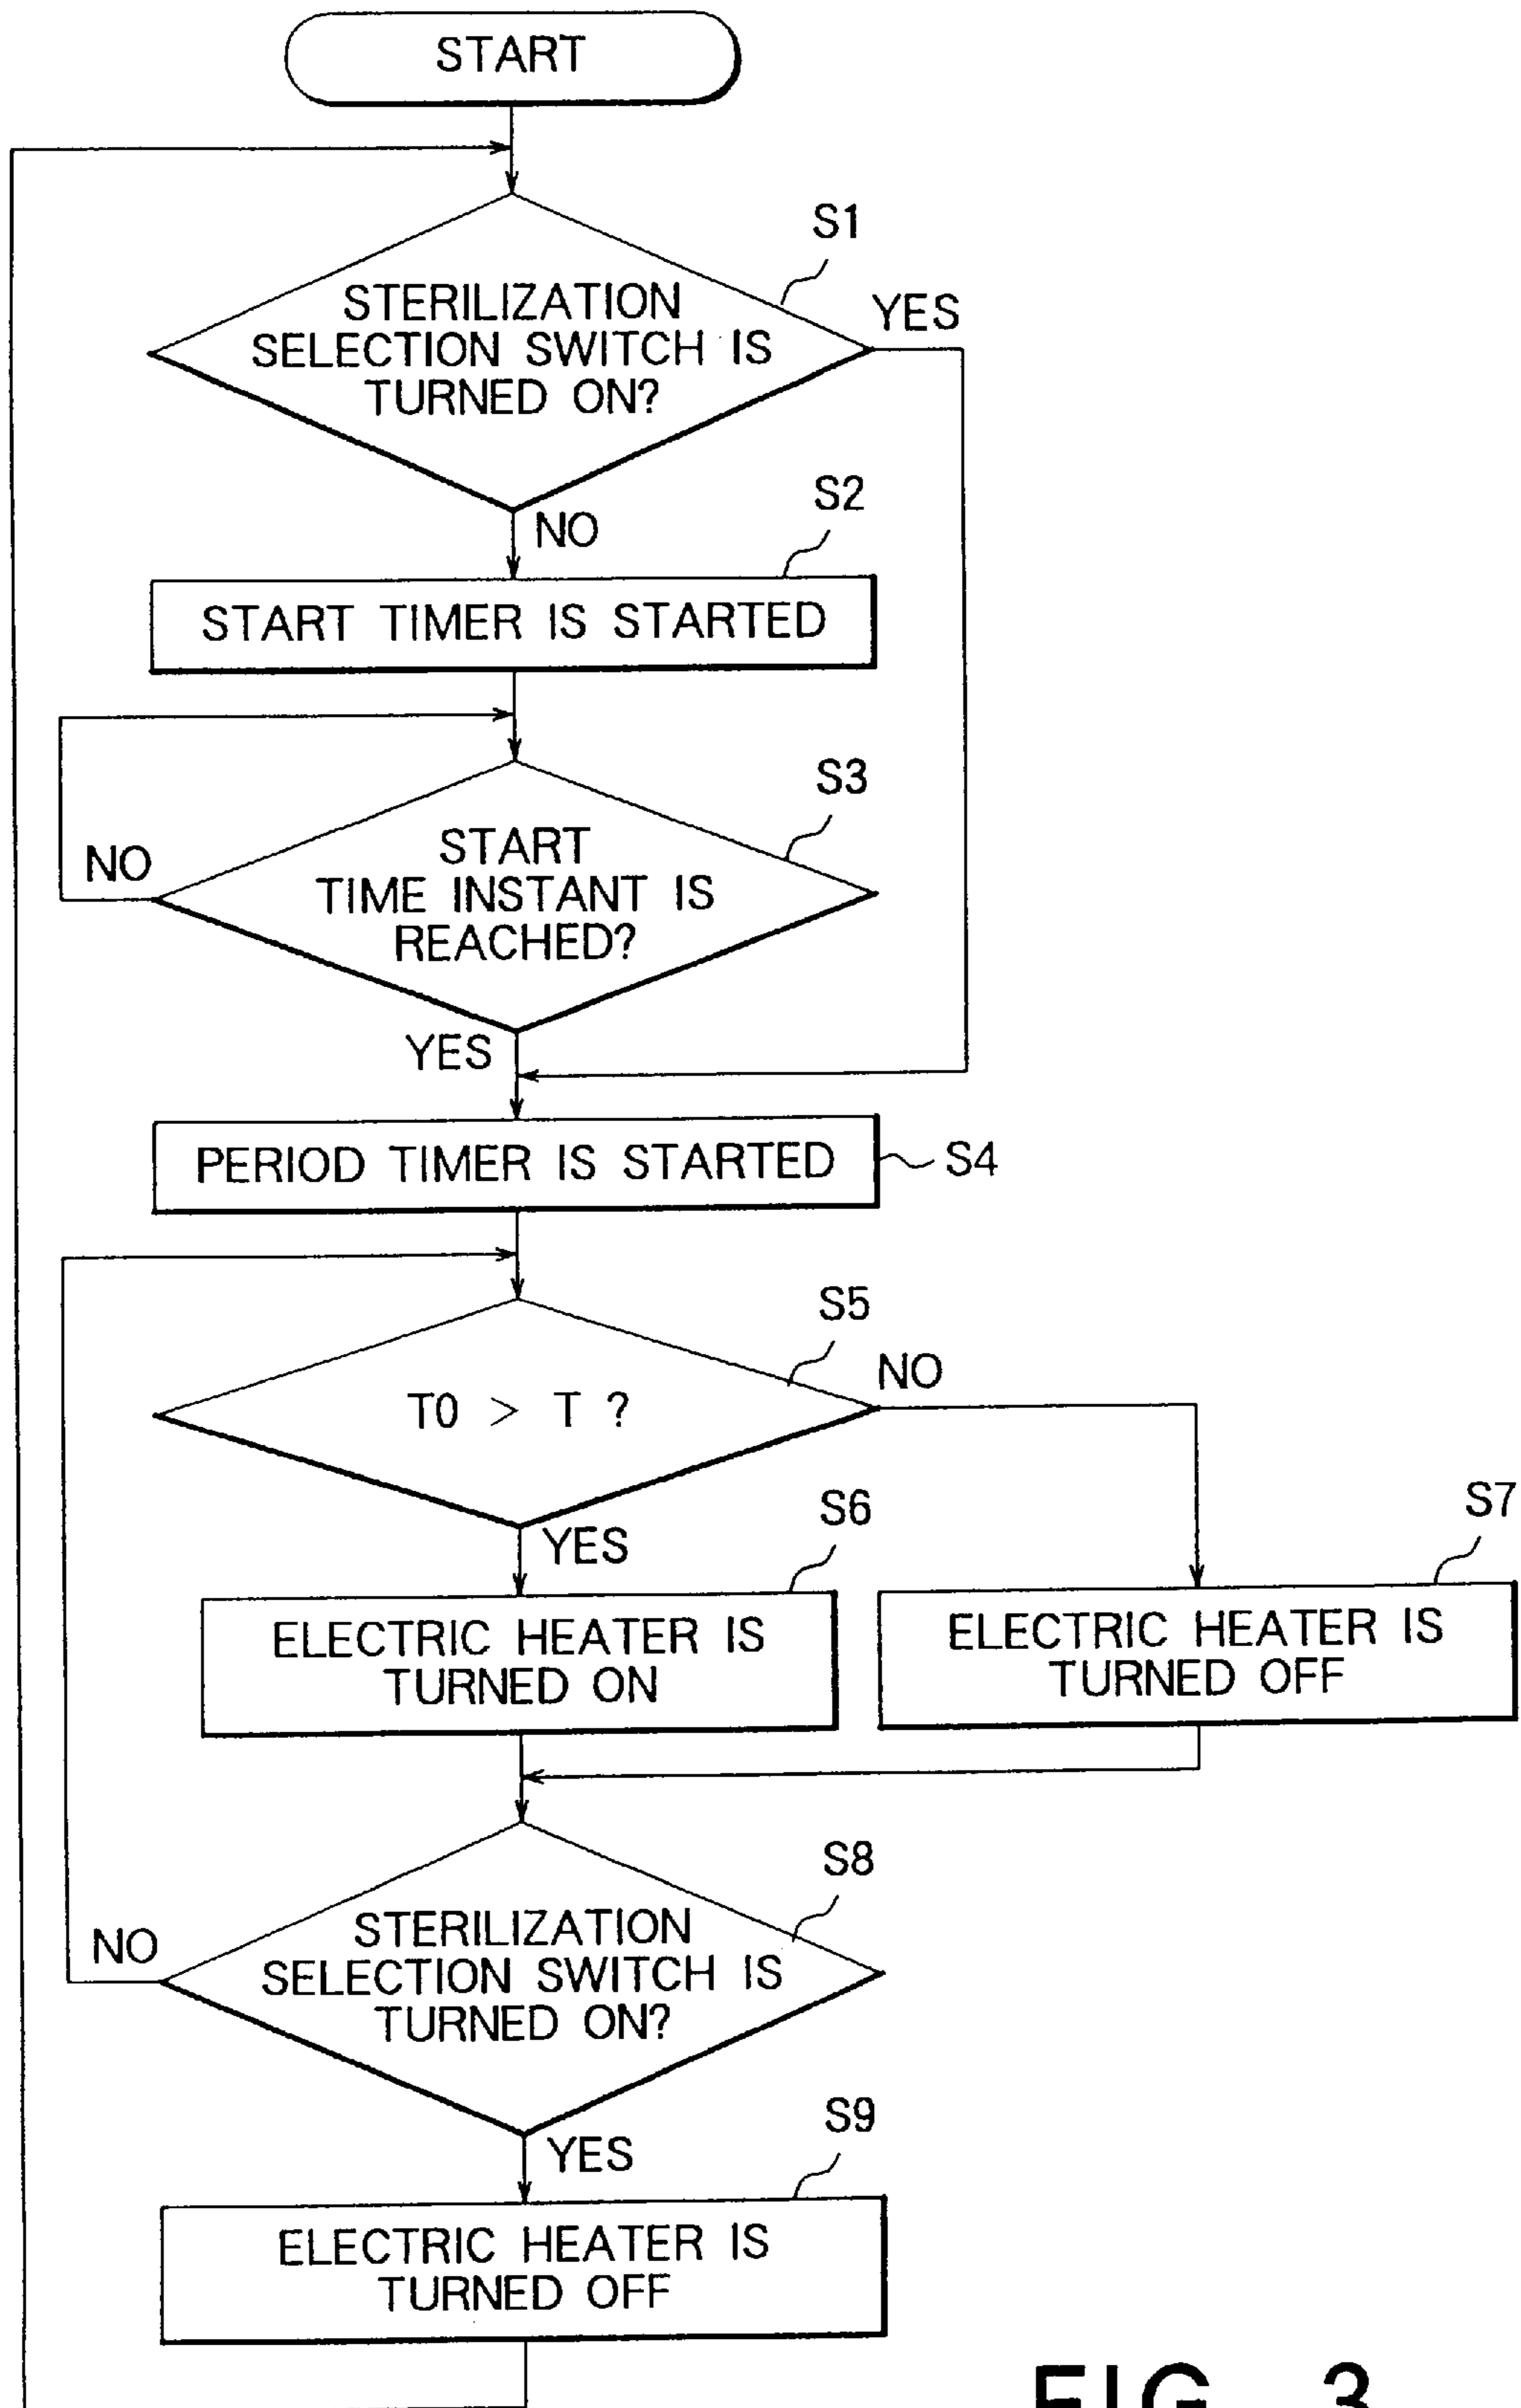 START
S1
STERILIZATION
SELECTION SWITCH IS
TURNED ON?
YES
NO
S2
START TIMER IS STARTED
S3
START
TIME INSTANT IS
REACHED?
NO
YES
PERIOD TIMER IS STARTED
S4
S5
T0 > T ?
NO
YES
S6
ELECTRIC HEATER IS
TURNED ON
S7
ELECTRIC HEATER IS
TURNED OFF
S8
STERILIZATION
SELECTION SWITCH IS
TURNED ON?
NO
YES
S9
ELECTRIC HEATER IS
TURNED OFF
FIG. 3